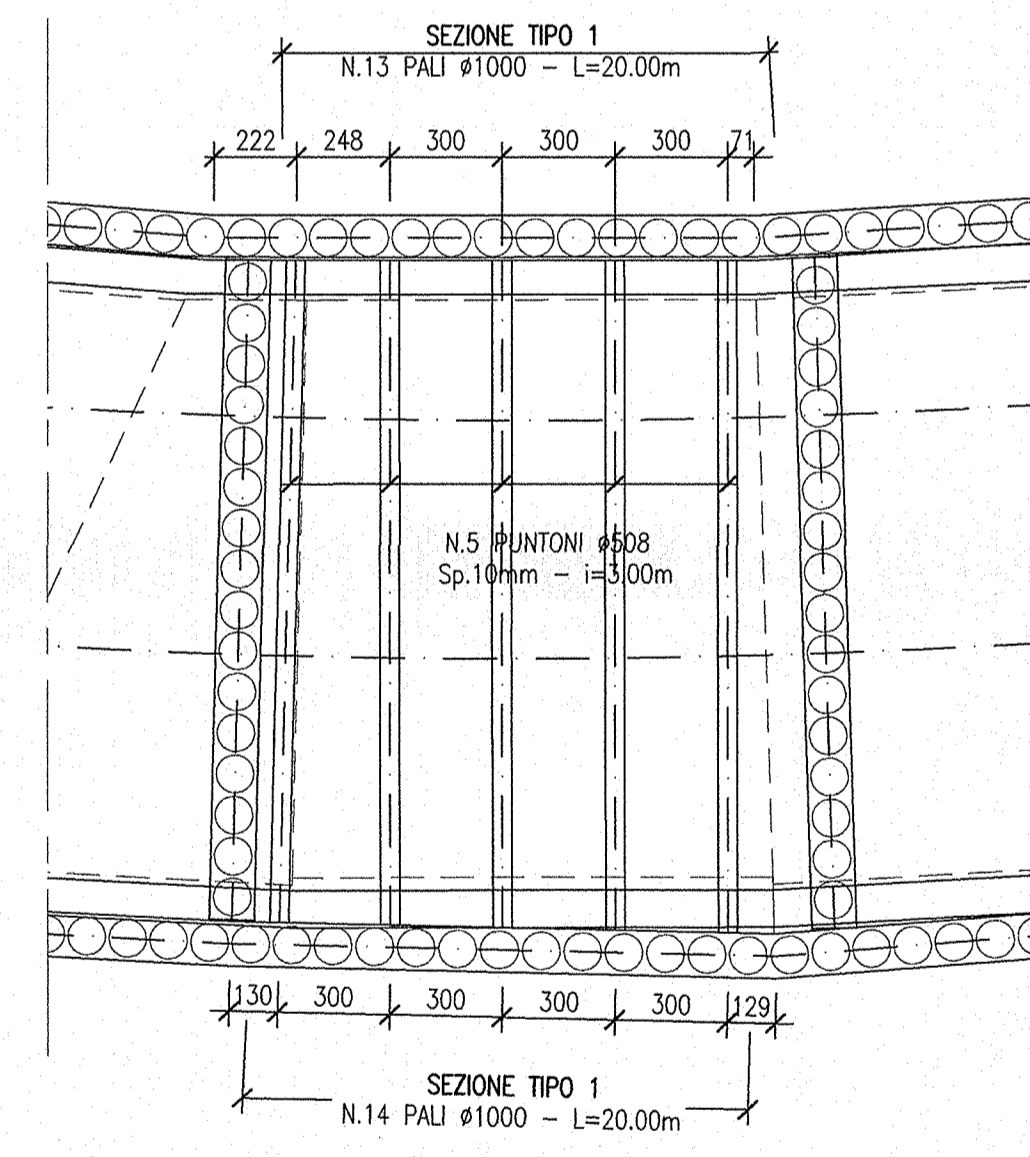 SEZIONE TIPO 1
N.13 PALI ø1000 – L=20.00m
222 248 300 300 300 71
N.5 PUNTONI ø508
Sp.10mm – i=3.00m
130 300 300 300 300 129
SEZIONE TIPO 1
N.14 PALI ø1000 – L=20.00m